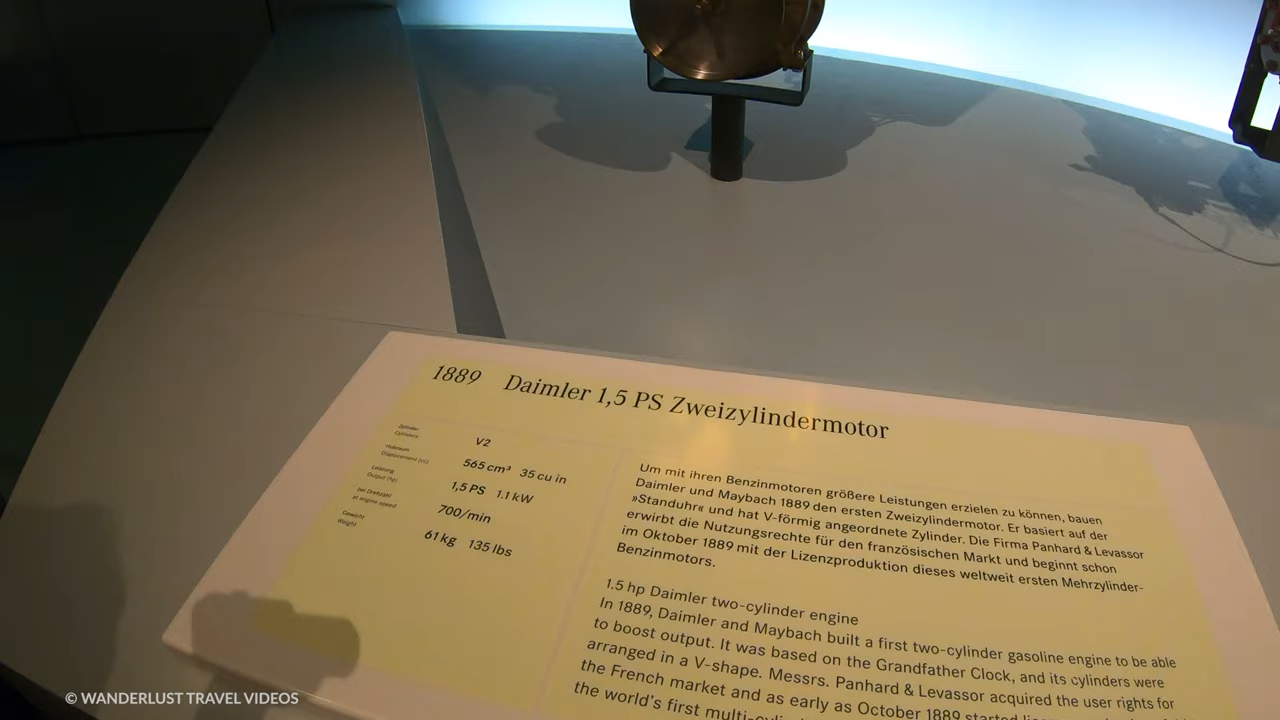 1889 Daimler 1,5 PS Zweizylindermotor
Zylinder
Cylinders
V2
Hubraum
Displacement (cc)
565 cm³ 35 cu in
Leistung
Output (hp)
1,5 PS 1.1 kW
bei Drehzahl
at engine speed
700/min
Gewicht
Weight
61 kg 135 lbs
Um mit ihren Benzinmotoren größere Leistungen erzielen zu können, bauen
Daimler und Maybach 1889 den ersten Zweizylindermotor. Er basiert auf der
»Standuhr« und hat V-förmig angeordnete Zylinder. Die Firma Panhard & Levassor
erwirbt die Nutzungsrechte für den französischen Markt und beginnt schon
im Oktober 1889 mit der Lizenzproduktion dieses weltweit ersten Mehrzylinder-
Benzinmotors.
1.5 hp Daimler two-cylinder engine
In 1889, Daimler and Maybach built a first two-cylinder gasoline engine to be able
to boost output. It was based on the Grandfather Clock, and its cylinders were
arranged in a V-shape. Messrs. Panhard & Levassor acquired the user rights for
the French market and as early as October 1889 started
the world's first
© WANDERLUST TRAVEL VIDEOS